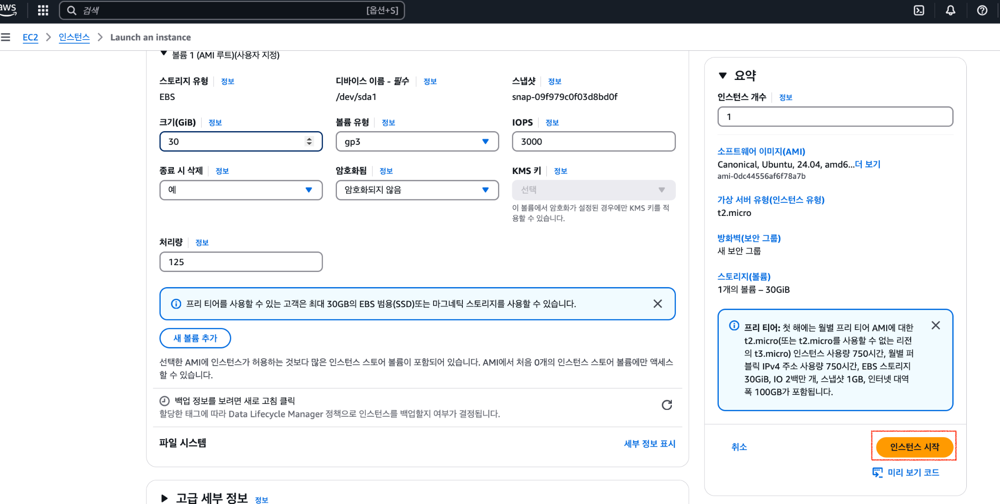 aws
검색 [옵션+S]
EC2 > 인스턴스 > Launch an instance
볼륨 1 (AMI 루트)(사용자 지정)
스토리지 유형 정보
EBS
디바이스 이름 - 필수 정보
/dev/sda1
스냅샷 정보
snap-09f979c0f03d8bd0f
크기(GiB) 정보
30
볼륨 유형 정보
gp3
IOPS 정보
3000
종료 시 삭제 정보
예
암호화됨 정보
암호화되지 않음
KMS 키 정보
선택
이 볼륨에서 암호화가 설정된 경우에만 KMS 키를 적
용할 수 있습니다.
처리량 정보
125
프리 티어를 사용할 수 있는 고객은 최대 30GB의 EBS 범용(SSD)또는 마그네틱 스토리지를 사용할 수 있습니다.
새 볼륨 추가
선택한 AMI에 인스턴스가 허용하는 것보다 많은 인스턴스 스토어 볼륨이 포함되어 있습니다. AMI에서 처음 0개의 인스턴스 스토어 볼륨에만 액세스
할 수 있습니다.
백업 정보를 보려면 새로 고침 클릭
할당한 태그에 따라 Data Lifecycle Manager 정책으로 인스턴스를 백업할지 여부가 결정됩니다.
파일 시스템 세부 정보 표시
고급 세부 정보 정보
요약
인스턴스 개수 정보
1
소프트웨어 이미지(AMI)
Canonical, Ubuntu, 24.04, amd6...더 보기
ami-0dc44556af6f78a7b
가상 서버 유형(인스턴스 유형)
t2.micro
방화벽(보안 그룹)
새 보안 그룹
스토리지(볼륨)
1개의 볼륨 – 30GiB
프리 티어: 첫 해에는 월별 프리 티어 AMI에 대한
t2.micro(또는 t2.micro를 사용할 수 없는 리전
의 t3.micro) 인스턴스 사용량 750시간, 월별 퍼
블릭 IPv4 주소 사용량 750시간, EBS 스토리지
30GiB, IO 2백만 개, 스냅샷 1GB, 인터넷 대역
폭 100GB가 포함됩니다.
취소 인스턴스 시작
미리 보기 코드